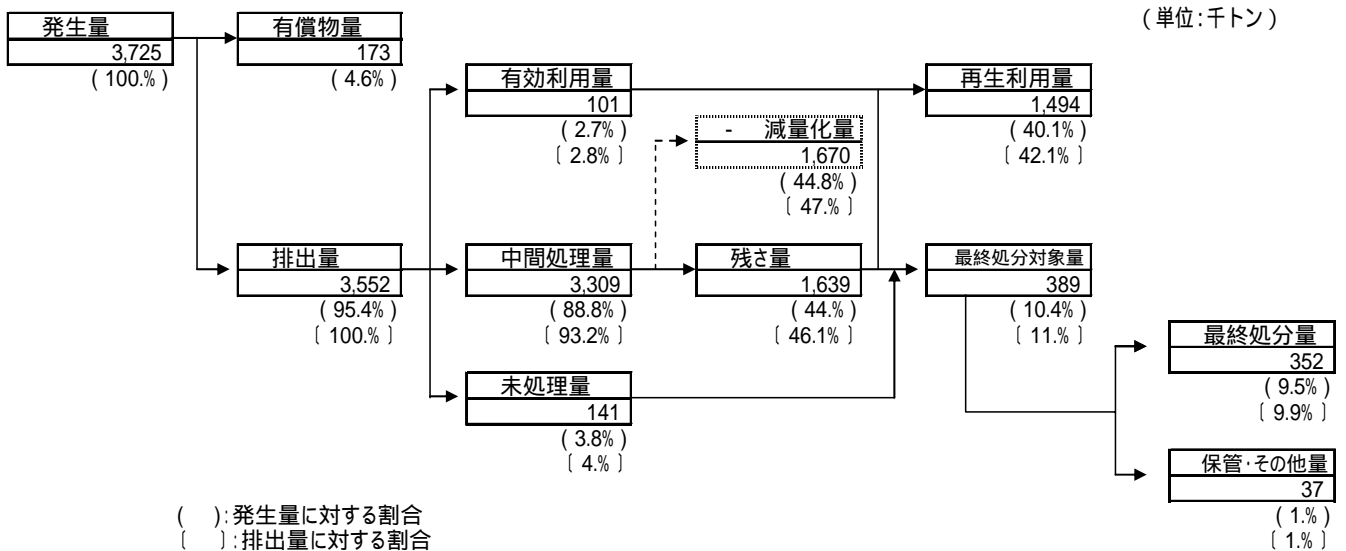 (単位:千トン)
発生量
3,725
(100.%)
有償物量
173
(4.6%)
有効利用量
101
(2.7%)
〔2.8%〕
再生利用量
1,494
(40.1%)
〔42.1%〕
- 減量化量
1,670
(44.8%)
〔47.%〕
排出量
3,552
(95.4%)
〔100.%〕
中間処理量
3,309
(88.8%)
〔93.2%〕
残さ量
1,639
(44.%)
〔46.1%〕
最終処分対象量
389
(10.4%)
〔11.%〕
未処理量
141
(3.8%)
〔4.%〕
最終処分量
352
(9.5%)
〔9.9%〕
保管・その他量
37
(1.%)
〔1.%〕
( ):発生量に対する割合
〔 〕:排出量に対する割合